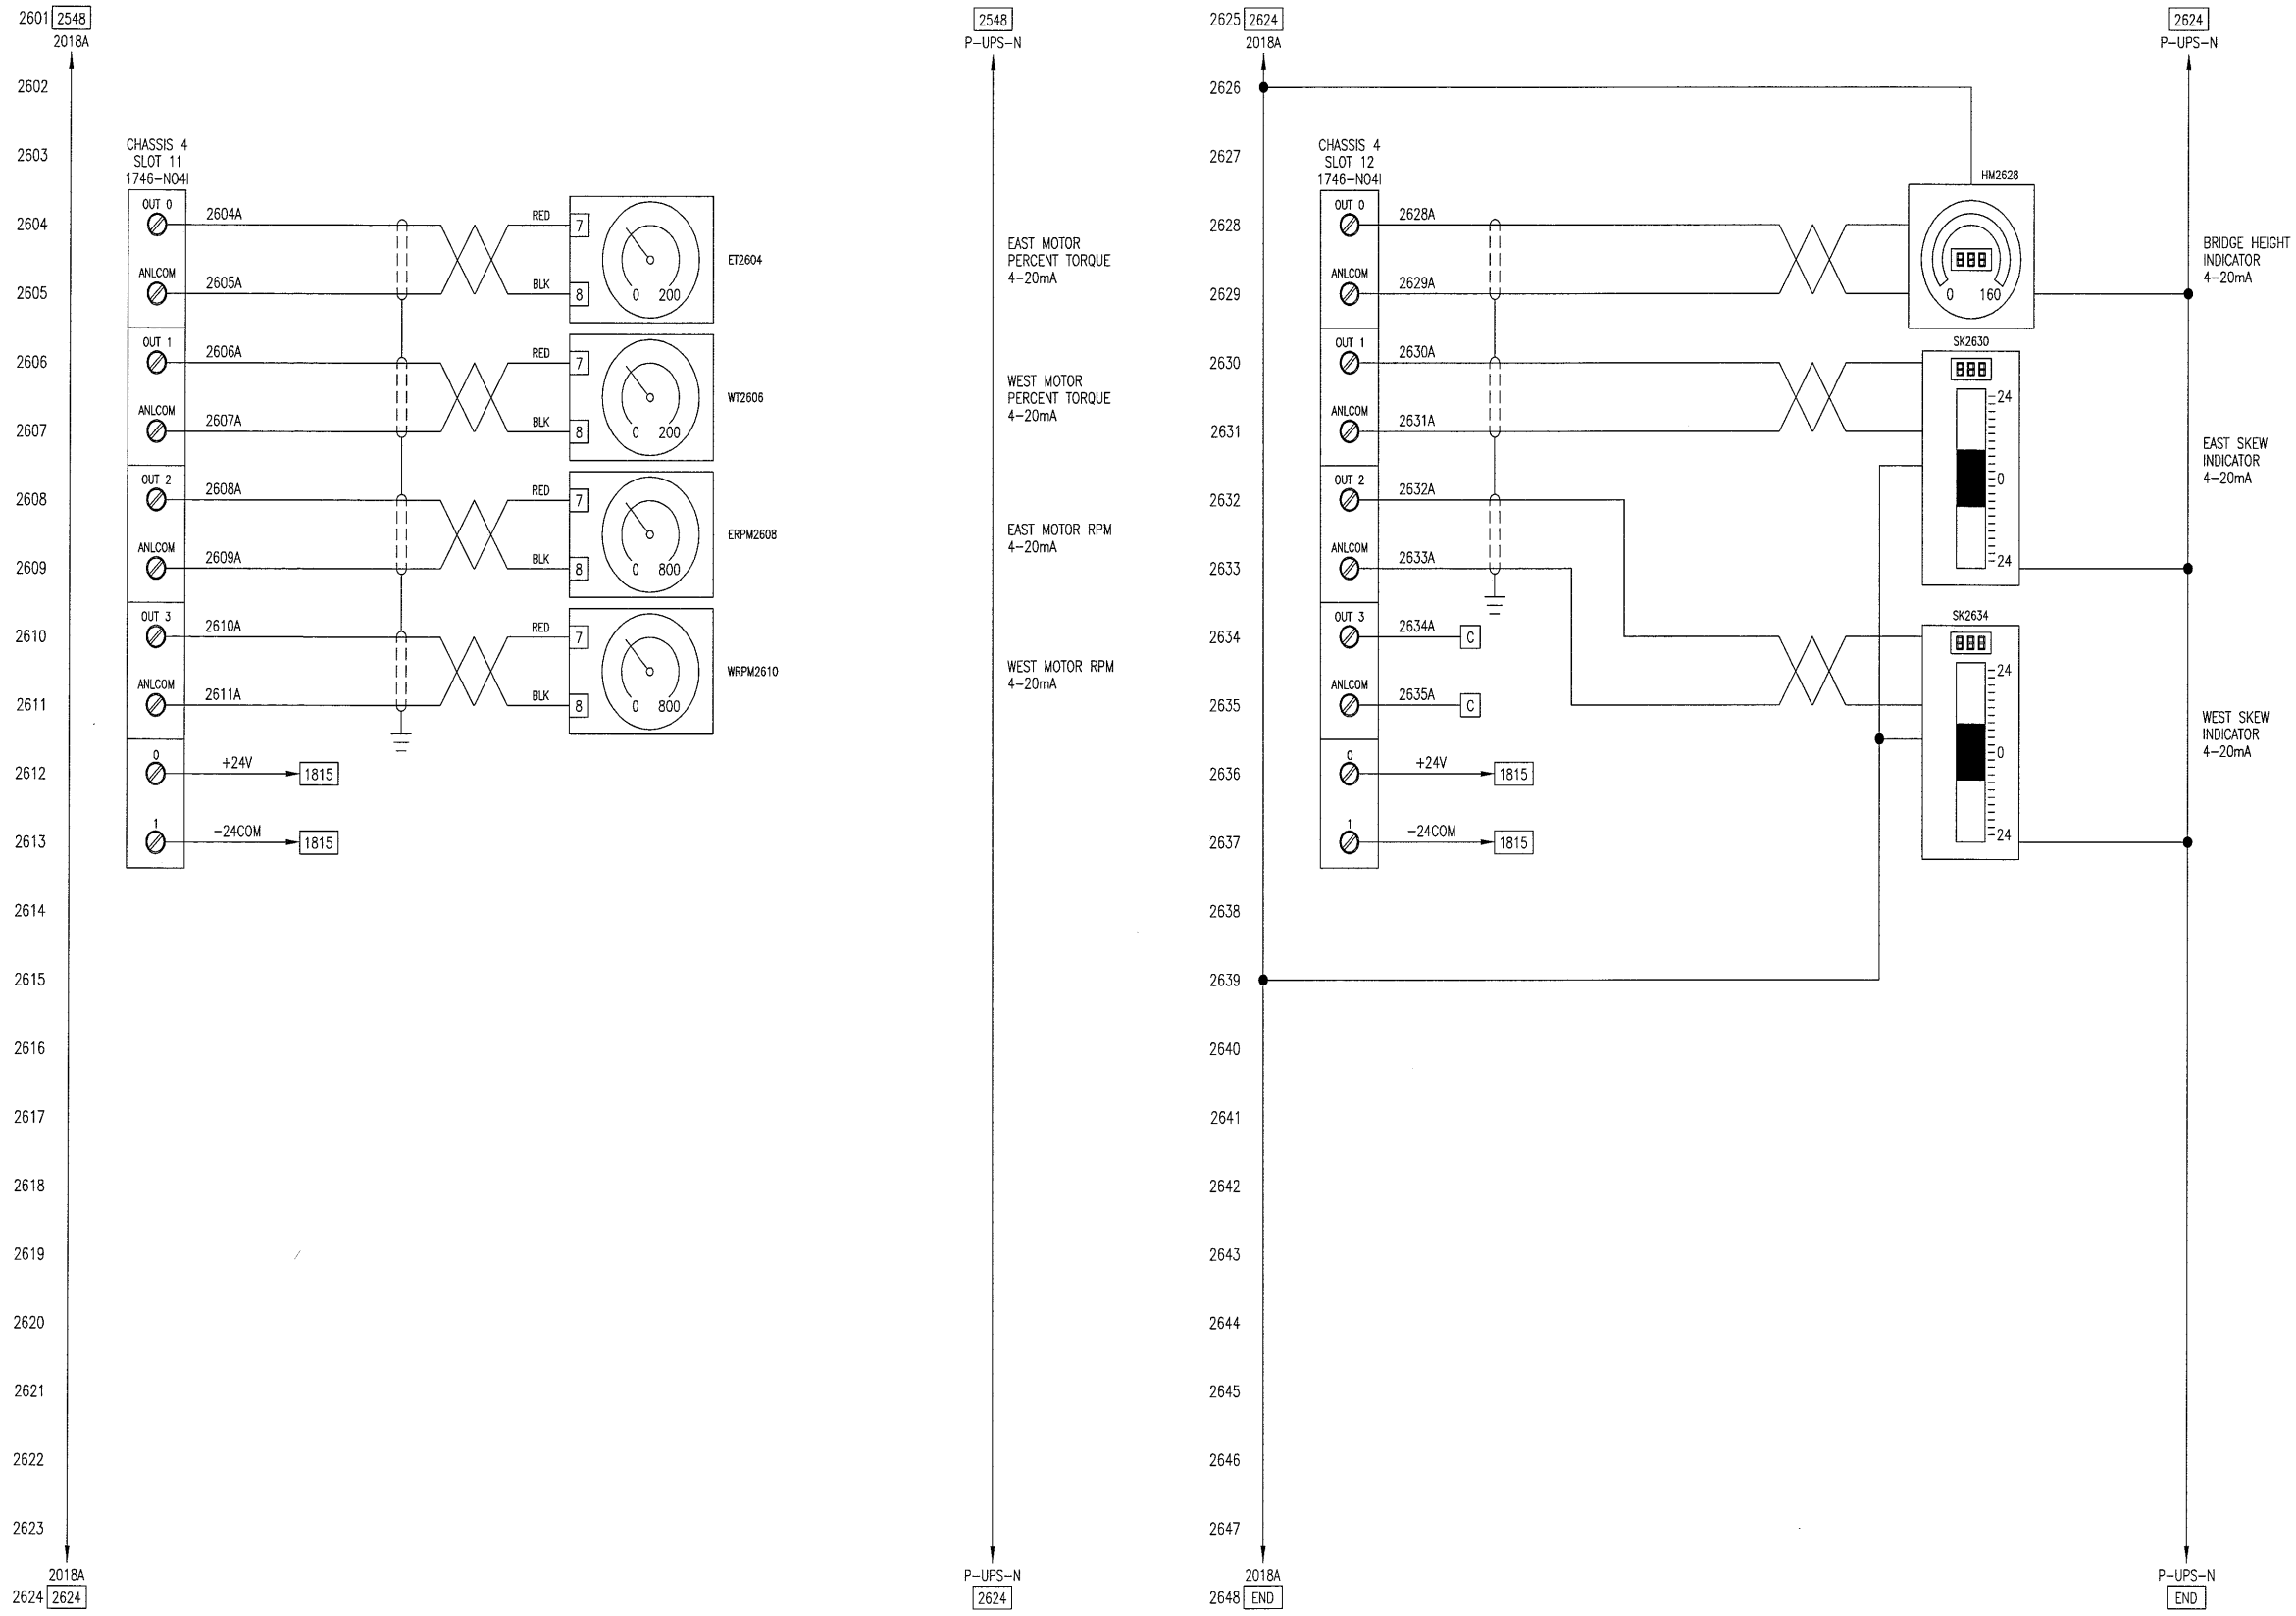 2601 2548
2018A
2602
2603
CHASSIS 4
SLOT 11
1746-NO4I
2604
OUT 0
2604A
RED
7
ET2604
EAST MOTOR
PERCENT TORQUE
4-20mA
0 200
2605
ANLCOM
2605A
BLK
8
2606
OUT 1
2606A
RED
7
WT2606
WEST MOTOR
PERCENT TORQUE
4-20mA
0 200
2607
ANLCOM
2607A
BLK
8
2608
OUT 2
2608A
RED
7
ERPM2608
EAST MOTOR RPM
4-20mA
0 800
2609
ANLCOM
2609A
BLK
8
2610
OUT 3
2610A
RED
7
WRPM2610
WEST MOTOR RPM
4-20mA
0 800
2611
ANLCOM
2611A
BLK
8
2612
0
+24V
1815
2613
1
-24COM
1815
2614
2615
2616
2617
2618
2619
2620
2621
2622
2623
2018A
2624 2624
2548
P-UPS-N
P-UPS-N
2624
2625 2624
2018A
2624
P-UPS-N
2626
2627
CHASSIS 4
SLOT 12
1746-NO4I
HM2628
2628
OUT 0
2628A
888
0 160
BRIDGE HEIGHT
INDICATOR
4-20mA
2629
ANLCOM
2629A
2630
OUT 1
2630A
SK2630
888
24
0
24
EAST SKEW
INDICATOR
4-20mA
2631
ANLCOM
2631A
2632
OUT 2
2632A
2633
ANLCOM
2633A
2634
OUT 3
2634A
C
SK2634
888
24
0
24
WEST SKEW
INDICATOR
4-20mA
2635
ANLCOM
2635A
C
2636
0
+24V
1815
2637
1
-24COM
1815
2638
2639
2640
2641
2642
2643
2644
2645
2646
2647
2018A
2648 END
P-UPS-N
END